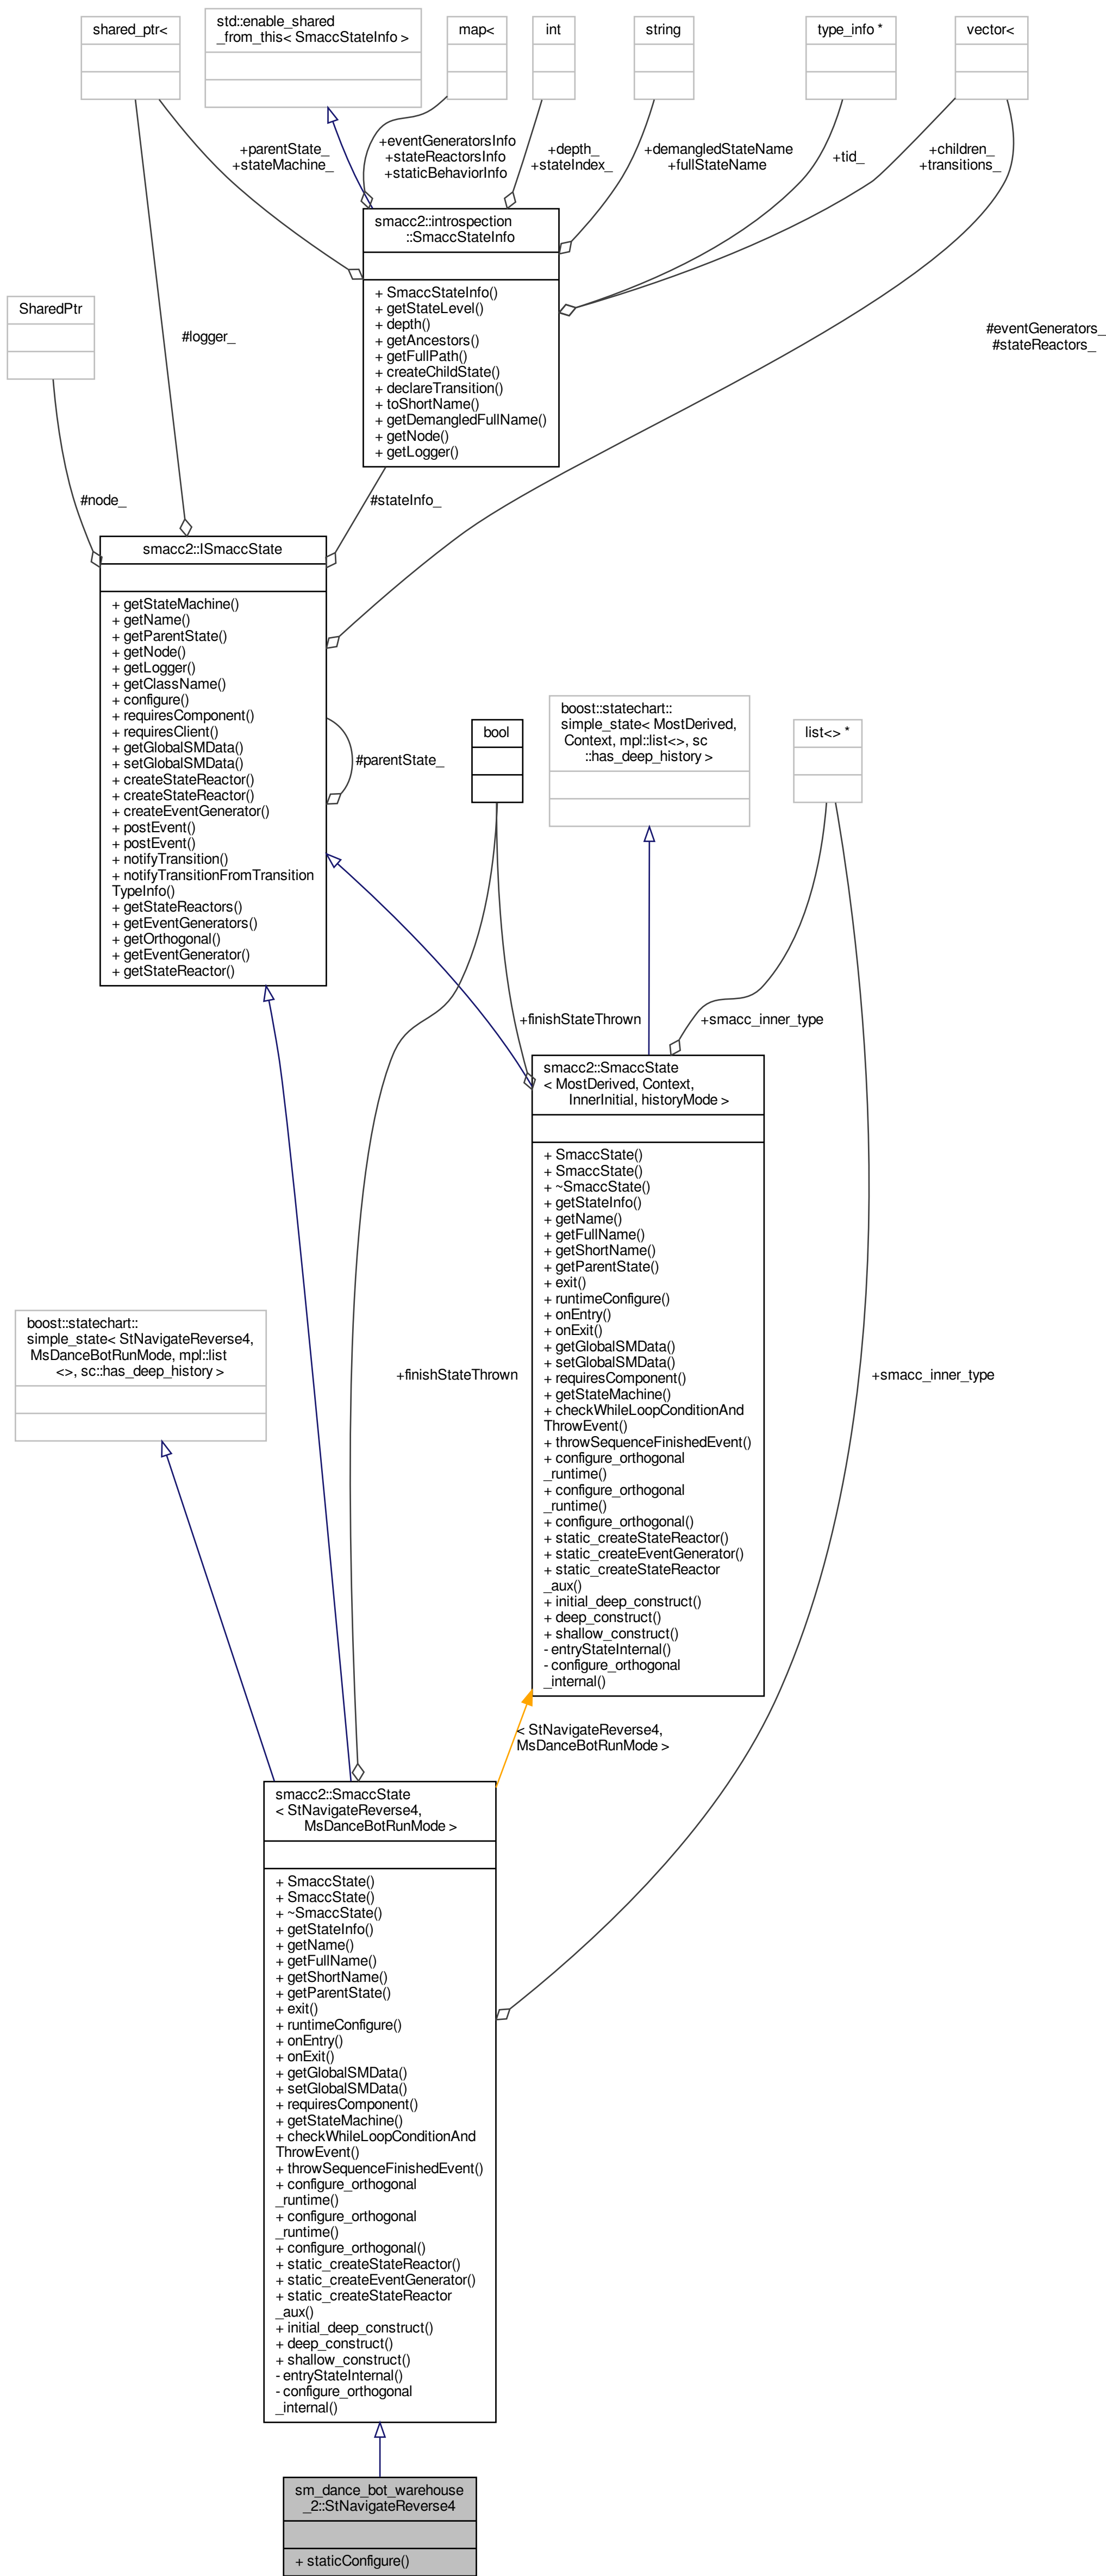 shared_ptr<
std::enable_shared
_from_this< SmaccStateInfo >
map<
int
string
type_info *
vector<
+parentState_
+stateMachine_
+eventGeneratorsInfo
+stateReactorsInfo
+staticBehaviorInfo
+depth_
+stateIndex_
+demangledStateName
+fullStateName
+tid_
+children_
+transitions_
smacc2::introspection
::SmaccStateInfo
+ SmaccStateInfo()
+ getStateLevel()
+ depth()
+ getAncestors()
+ getFullPath()
+ createChildState()
+ declareTransition()
+ toShortName()
+ getDemangledFullName()
+ getNode()
+ getLogger()
SharedPtr
#logger_
#eventGenerators_
#stateReactors_
#node_
#stateInfo_
smacc2::ISmaccState
+ getStateMachine()
+ getName()
+ getParentState()
+ getNode()
+ getLogger()
+ getClassName()
+ configure()
+ requiresComponent()
+ requiresClient()
+ getGlobalSMData()
+ setGlobalSMData()
+ createStateReactor()
+ createStateReactor()
+ createEventGenerator()
+ postEvent()
+ postEvent()
+ notifyTransition()
+ notifyTransitionFromTransition
TypeInfo()
+ getStateReactors()
+ getEventGenerators()
+ getOrthogonal()
+ getEventGenerator()
+ getStateReactor()
#parentState_
bool
boost::statechart::
simple_state< MostDerived,
Context, mpl::list<>, sc
::has_deep_history >
list<> *
+finishStateThrown
+smacc_inner_type
smacc2::SmaccState
< MostDerived, Context,
InnerInitial, historyMode >
+ SmaccState()
+ SmaccState()
+ ~SmaccState()
+ getStateInfo()
+ getName()
+ getFullName()
+ getShortName()
+ getParentState()
+ exit()
+ runtimeConfigure()
+ onEntry()
+ onExit()
+ getGlobalSMData()
+ setGlobalSMData()
+ requiresComponent()
+ getStateMachine()
+ checkWhileLoopConditionAnd
ThrowEvent()
+ throwSequenceFinishedEvent()
+ configure_orthogonal
_runtime()
+ configure_orthogonal
_runtime()
+ configure_orthogonal()
+ static_createStateReactor()
+ static_createEventGenerator()
+ static_createStateReactor
_aux()
+ initial_deep_construct()
+ deep_construct()
+ shallow_construct()
- entryStateInternal()
- configure_orthogonal
_internal()
boost::statechart::
simple_state< StNavigateReverse4,
MsDanceBotRunMode, mpl::list
<>, sc::has_deep_history >
+finishStateThrown
+smacc_inner_type
< StNavigateReverse4,
MsDanceBotRunMode >
smacc2::SmaccState
< StNavigateReverse4,
MsDanceBotRunMode >
+ SmaccState()
+ SmaccState()
+ ~SmaccState()
+ getStateInfo()
+ getName()
+ getFullName()
+ getShortName()
+ getParentState()
+ exit()
+ runtimeConfigure()
+ onEntry()
+ onExit()
+ getGlobalSMData()
+ setGlobalSMData()
+ requiresComponent()
+ getStateMachine()
+ checkWhileLoopConditionAnd
ThrowEvent()
+ throwSequenceFinishedEvent()
+ configure_orthogonal
_runtime()
+ configure_orthogonal
_runtime()
+ configure_orthogonal()
+ static_createStateReactor()
+ static_createEventGenerator()
+ static_createStateReactor
_aux()
+ initial_deep_construct()
+ deep_construct()
+ shallow_construct()
- entryStateInternal()
- configure_orthogonal
_internal()
sm_dance_bot_warehouse
_2::StNavigateReverse4
+ staticConfigure()